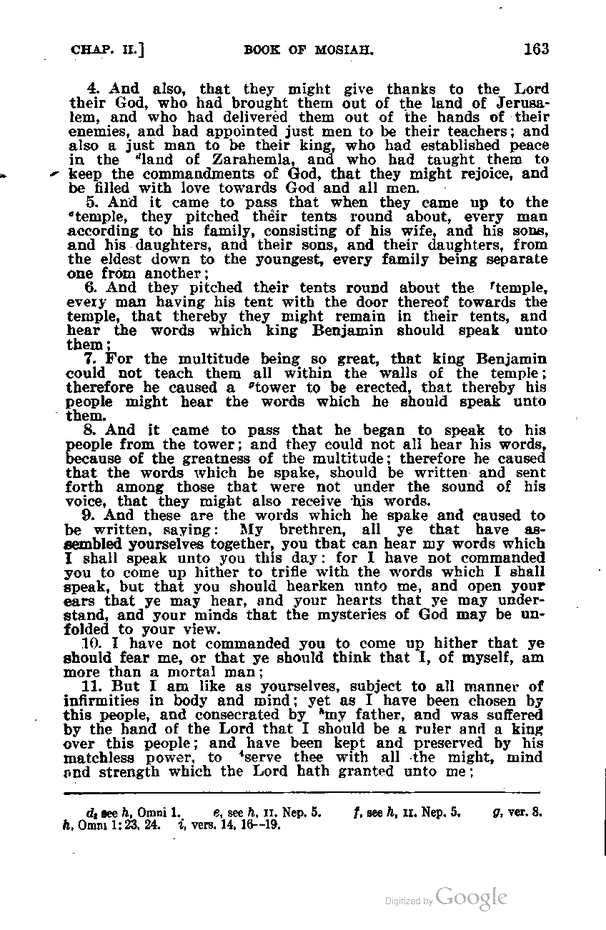 CHAP. II.] BOOK OF MOSIAH. 163
4. And also, that they might give thanks to the Lord
their God, who had brought them out of the land of Jerusa-
lem, and who had delivered them out of the hands of their
enemies, and had appointed just men to be their teachers; and
also a just man to be their king, who had established peace
in the dland of Zarahemla, and who had taught them to
keep the commandments of God, that they might rejoice, and
be filled with love towards God and all men.
5. And it came to pass that when they came up to the
etemple, they pitched their tents round about, every man
according to his family, consisting of his wife, and his sons,
and his daughters, and their sons, and their daughters, from
the eldest down to the youngest, every family being separate
one from another;
6. And they pitched their tents round about the ftemple,
every man having his tent with the door thereof towards the
temple, that thereby they might remain in their tents, and
hear the words which king Benjamin should speak unto
them;
7. For the multitude being so great, that king Benjamin
could not teach them all within the walls of the temple;
therefore he caused a gtower to be erected, that thereby his
people might hear the words which he should speak unto
them.
8. And it came to pass that he began to speak to his
people from the tower; and they could not all hear his words,
because of the greatness of the multitude; therefore he caused
that the words which he spake, should be written and sent
forth among those that were not under the sound of his
voice, that they might also receive his words.
9. And these are the words which he spake and caused to
be written, saying: My brethren, all ye that have as-
sembled yourselves together, you that can hear my words which
I shall speak unto you this day: for I have not commanded
you to come up hither to trifle with the words which I shall
speak, but that you should hearken unto me, and open your
ears that ye may hear, and your hearts that ye may under-
stand, and your minds that the mysteries of God may be un-
folded to your view.
10. I have not commanded you to come up hither that ye
should fear me, or that ye should think that I, of myself, am
more than a mortal man;
11. But I am like as yourselves, subject to all manner of
infirmities in body and mind; yet as I have been chosen by
this people, and consecrated by hmy father, and was suffered
by the hand of the Lord that I should be a ruler and a king
over this people; and have been kept and preserved by his
matchless power, to iserve thee with all the might, mind
and strength which the Lord hath granted unto me;
d, see h, Omni 1. e, see h, II. Nep. 5. f, see h, II. Nep. 5. g, ver. 8.
h, Omni 1:23, 24. i, vers. 14, 16--19.
Digitized by Google